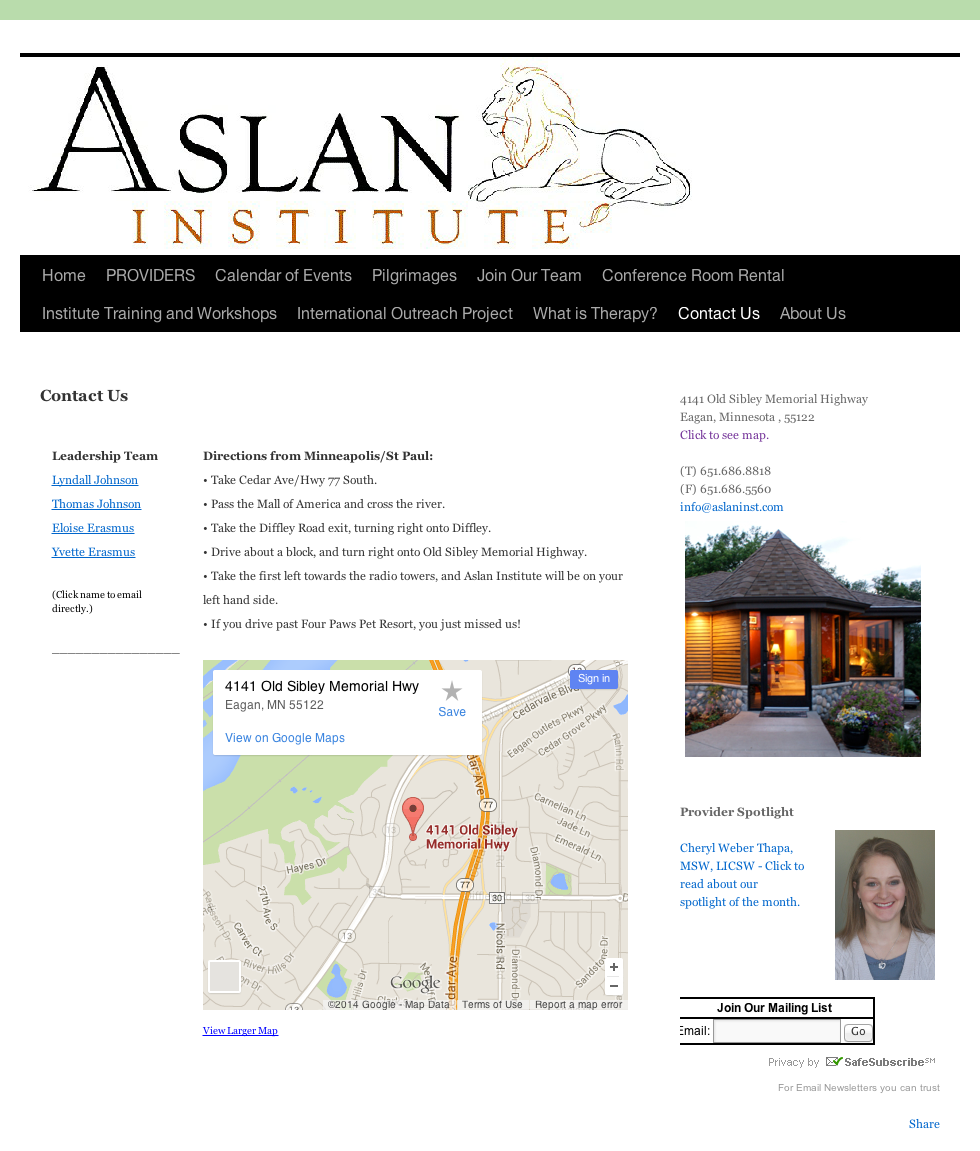 ASLAN
INSTITUTE
Home PROVIDERS Calendar of Events Pilgrimages Join Our Team Conference Room Rental
Institute Training and Workshops International Outreach Project What is Therapy? Contact Us About Us
Contact Us
Leadership Team
Lyndall Johnson
Thomas Johnson
Eloise Erasmus
Yvette Erasmus
(Click name to email
directly.)
Directions from Minneapolis/St Paul:
• Take Cedar Ave/Hwy 77 South.
• Pass the Mall of America and cross the river.
• Take the Diffley Road exit, turning right onto Diffley.
• Drive about a block, and turn right onto Old Sibley Memorial Highway.
• Take the first left towards the radio towers, and Aslan Institute will be on your
left hand side.
• If you drive past Four Paws Pet Resort, you just missed us!
4141 Old Sibley Memorial Hwy
Eagan, MN 55122
Save
View on Google Maps
Sign in
13
Cedarvale Blvd
Eagan Outlets Pkwy
Cedar Grove Pkwy
Rahn Rd
dar Ave
77
13
4141 Old Sibley
Memorial Hwy
Carnelian Ln
Jade Ln
Emerald Ln
Hayes Dr
Diamond Dr
77
30
27th Ave S
Carver Ct
13
Nicols Rd
Diamond Dr
Sandstone Dr
River Hills Dr
dar Ave
Google
+
−
©2014 Google - Map Data Terms of Use Report a map error
View Larger Map
4141 Old Sibley Memorial Highway
Eagan, Minnesota , 55122
Click to see map.
(T) 651.686.8818
(F) 651.686.5560
info@aslaninst.com
Provider Spotlight
Cheryl Weber Thapa,
MSW, LICSW - Click to
read about our
spotlight of the month.
Join Our Mailing List
Email: Go
Privacy by SafeSubscribe SM
For Email Newsletters you can trust
Share